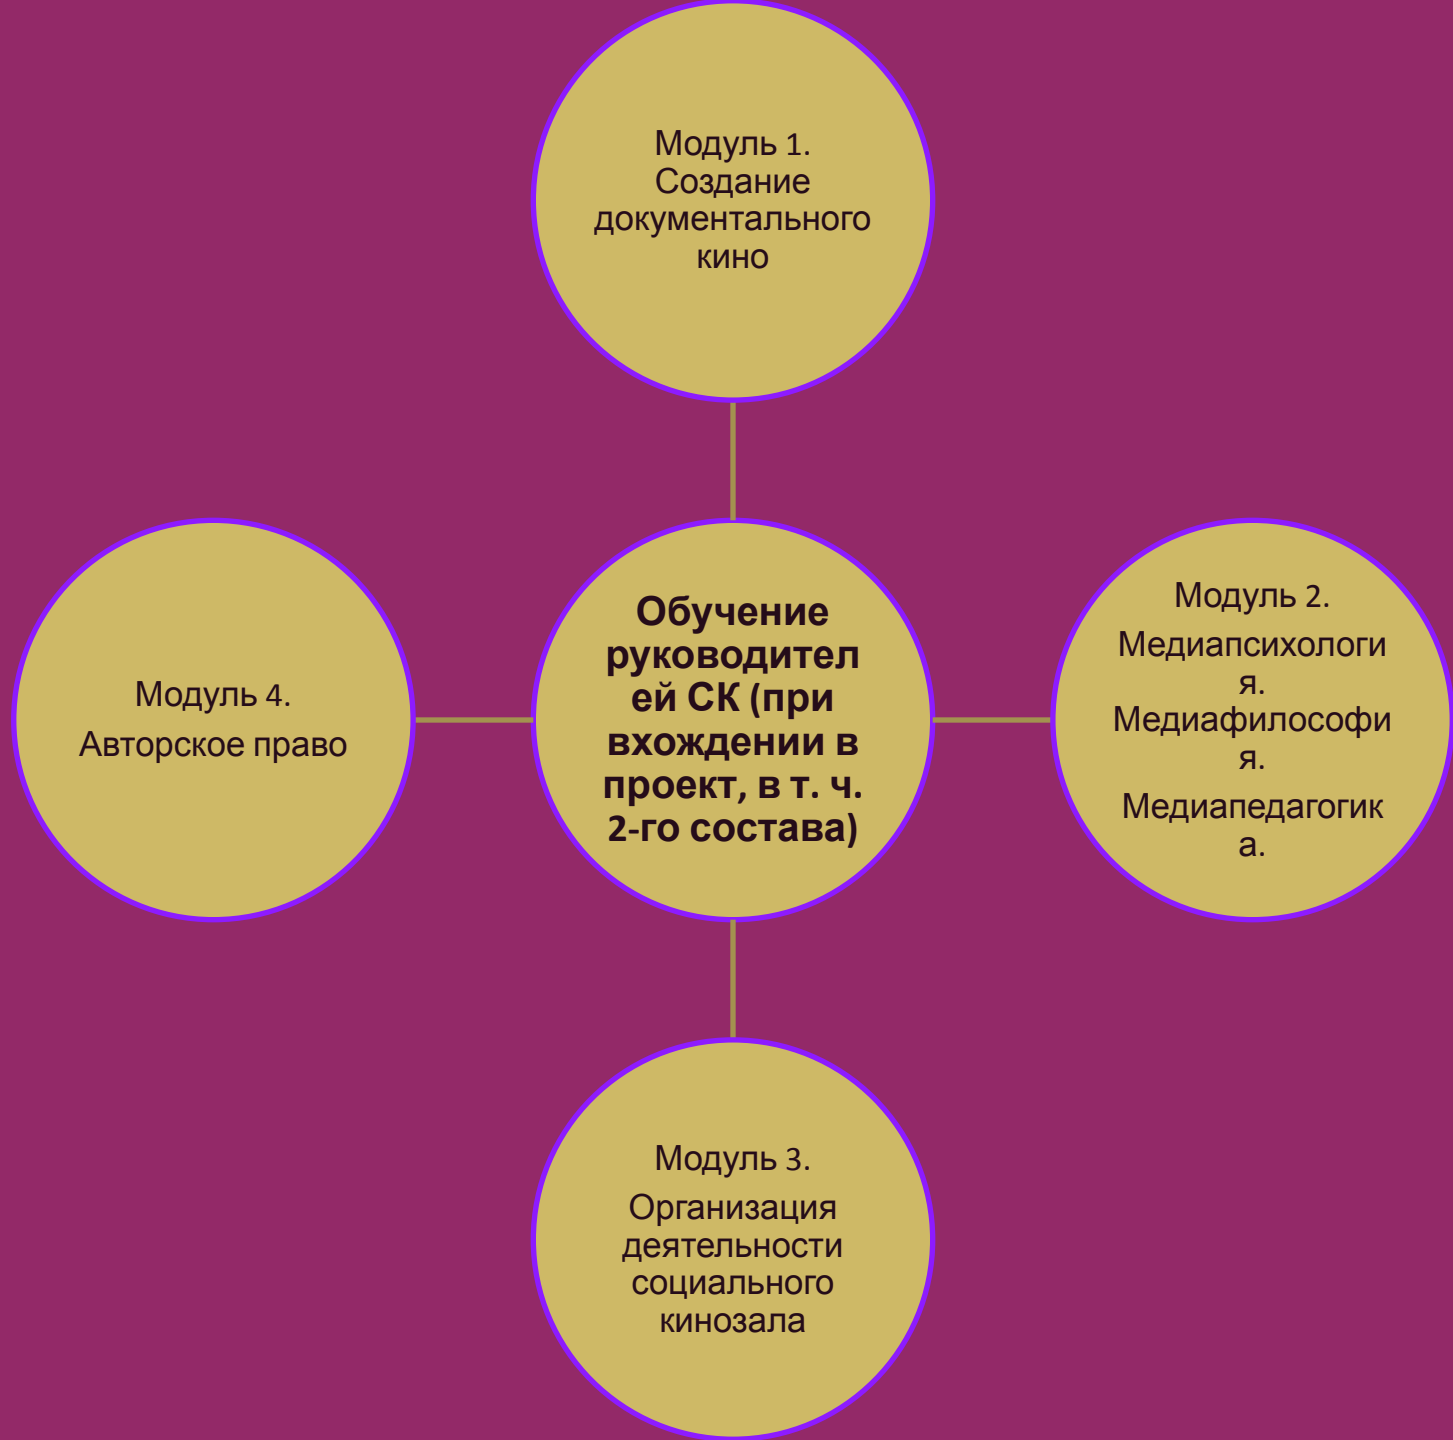 Модуль 1.
Создание
документального
кино
Модуль 4.
Авторское право
Обучение
руководител
ей СК (при
вхождении в
проект, в т. ч.
2-го состава)
Модуль 2.
Медиапсихологи
я.
Медиафилософи
я.
Медиапедагогик
а.
Модуль 3.
Организация
деятельности
социального
кинозала